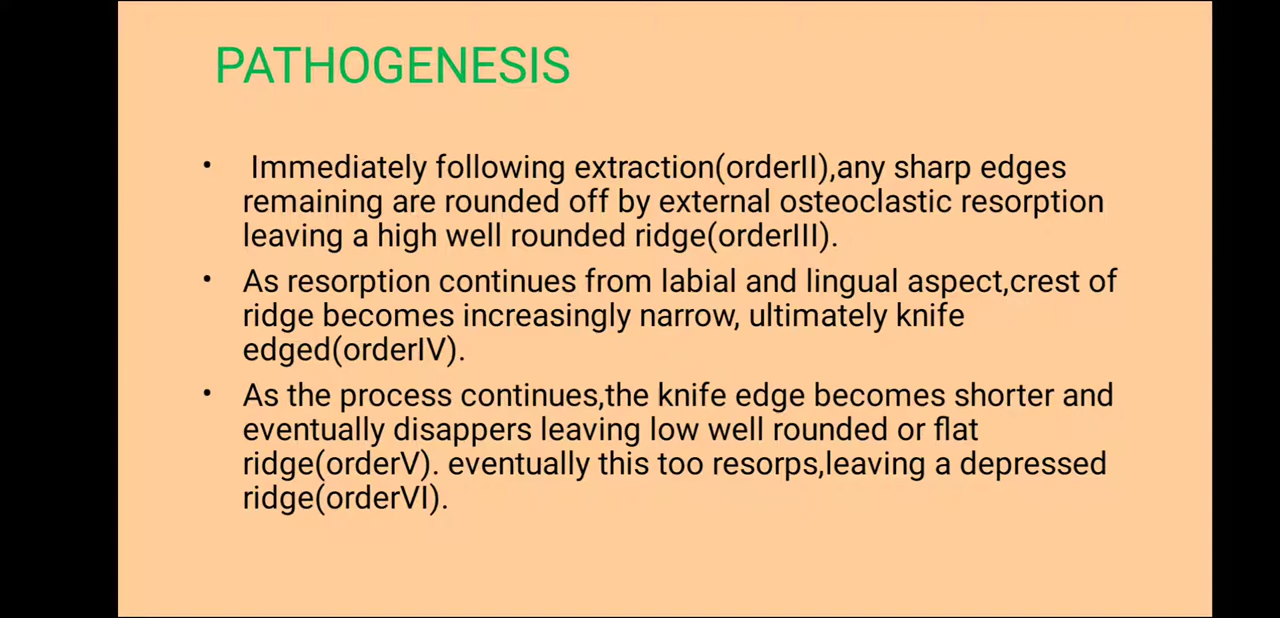 PATHOGENESIS
• Immediately following extraction(orderII),any sharp edges
remaining are rounded off by external osteoclastic resorption
leaving a high well rounded ridge(orderIII).
• As resorption continues from labial and lingual aspect,crest of
ridge becomes increasingly narrow, ultimately knife
edged(orderIV).
• As the process continues,the knife edge becomes shorter and
eventually disappers leaving low well rounded or flat
ridge(orderV). eventually this too resorps,leaving a depressed
ridge(orderVI).